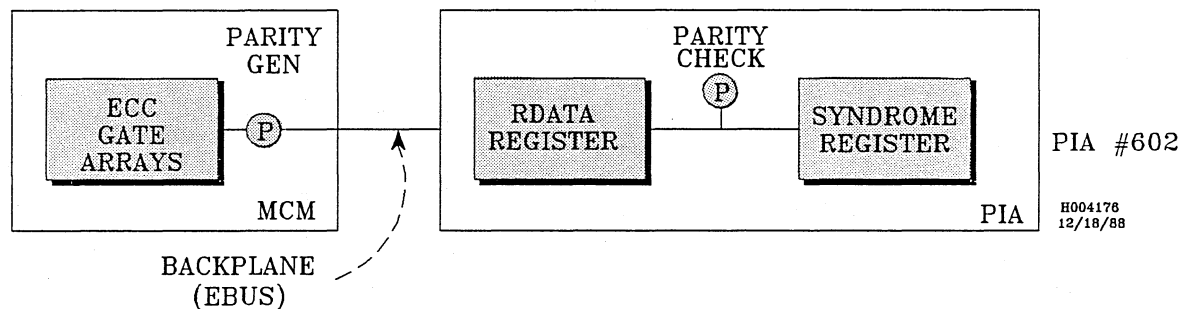 PARITY
GEN
ECC
GATE
ARRAYS
P
MCM
BACKPLANE
(EBUS)
RDATA
REGISTER
PARITY
CHECK
P
SYNDROME
REGISTER
PIA
PIA #602
H004176
12/18/88